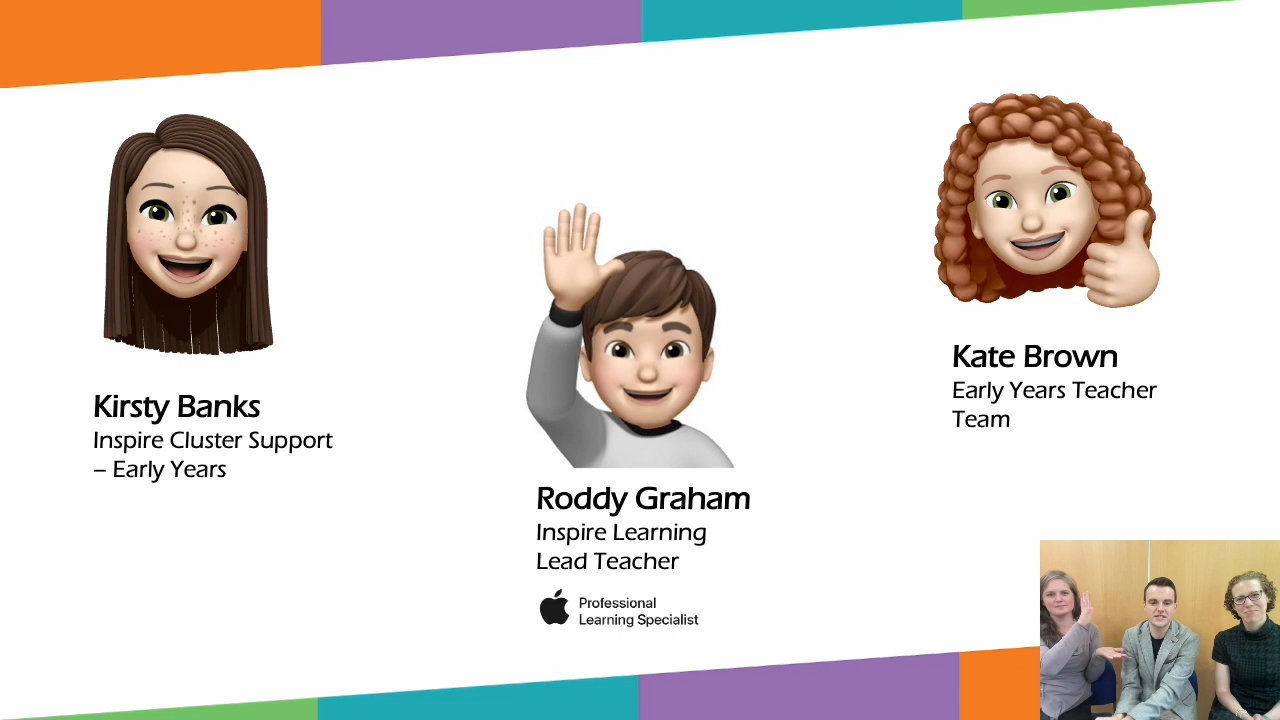 Kirsty Banks
Inspire Cluster Support
– Early Years
Roddy Graham
Inspire Learning
Lead Teacher
Professional
Learning Specialist
Kate Brown
Early Years Teacher
Team